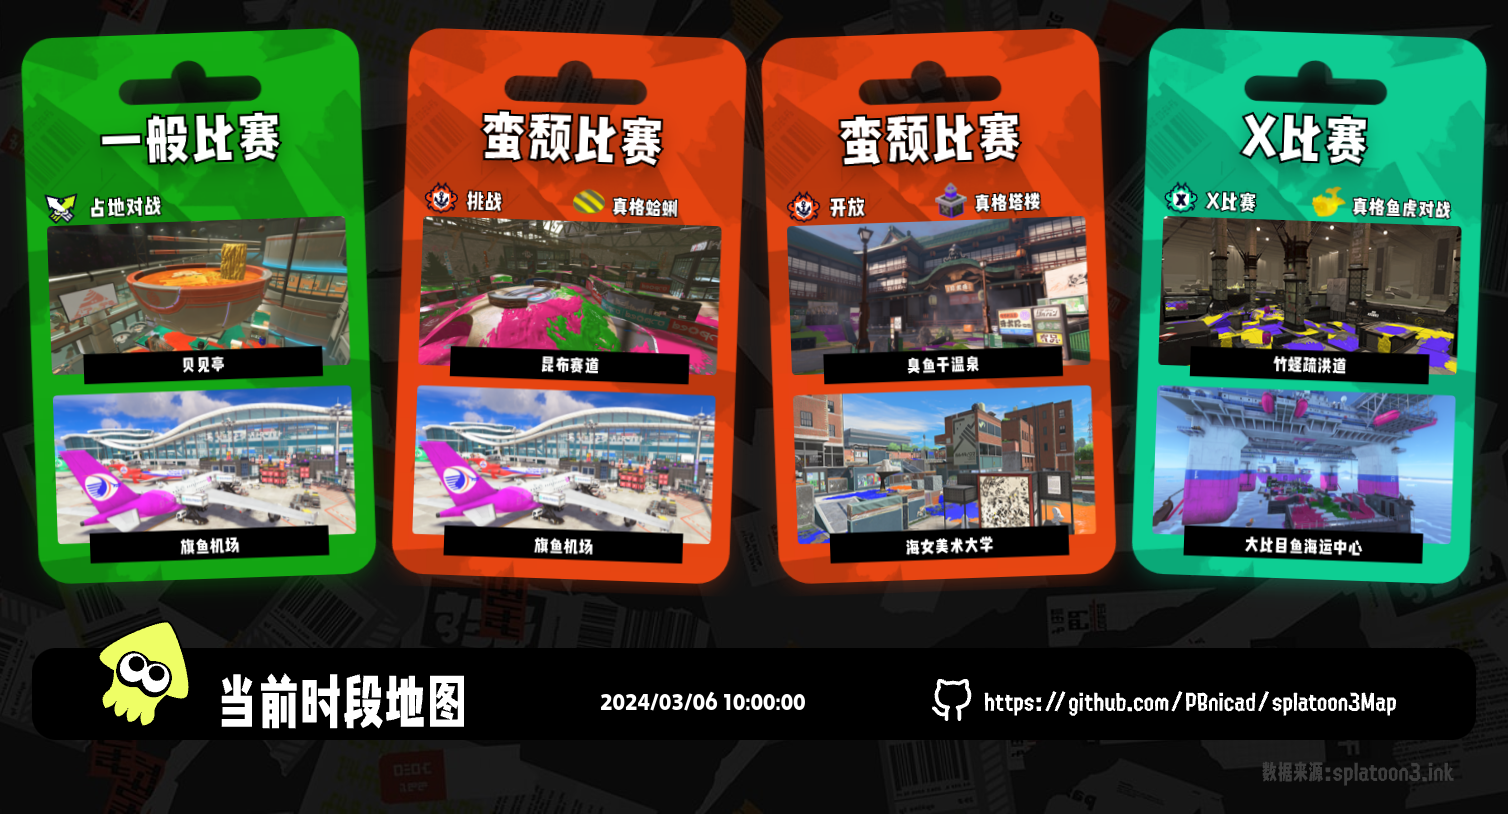 一般比赛
占地对战
贝贝亭
旗鱼机场
蛮颓比赛
挑战
真格蛤蜊
昆布赛道
旗鱼机场
蛮颓比赛
开放
真格塔楼
臭鱼干温泉
海女美术大学
X比赛
X比赛
真格鱼虎对战
竹蛏疏洪道
大比目鱼海运中心
当前时段地图
2024/03/06 10:00:00
https://github.com/PBnicad/splatoon3Map
数据来源:splatoon3.ink